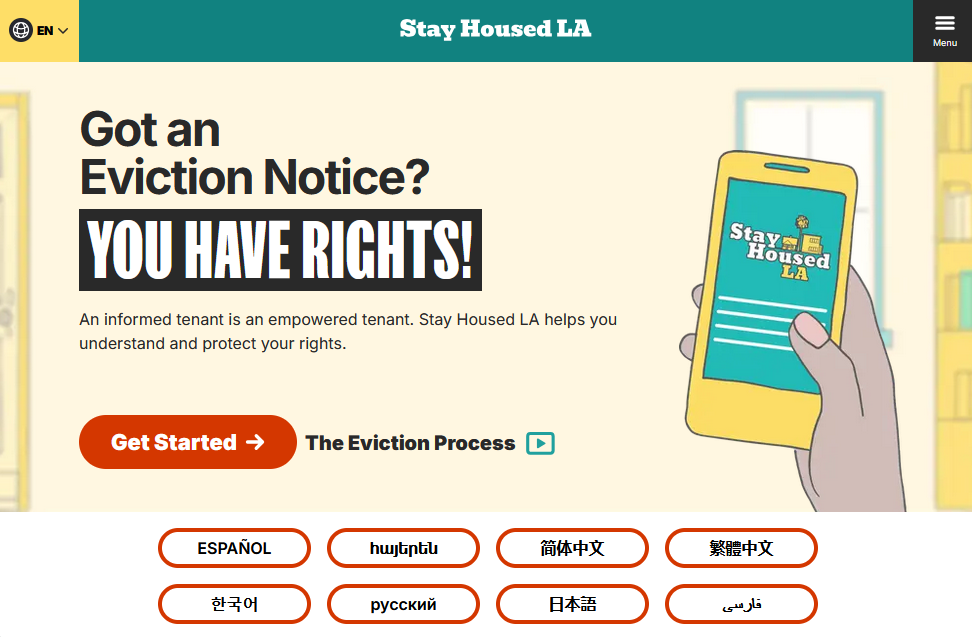 EN
Stay Housed LA
Menu
Got an
Eviction Notice?
YOU HAVE RIGHTS!
An informed tenant is an empowered tenant. Stay Housed LA helps you
understand and protect your rights.
Stay
Housed
LA
Get Started →
The Eviction Process
ESPAÑOL
հայերեն
简体中文
繁體中文
한국어
русский
日本語
فارسی